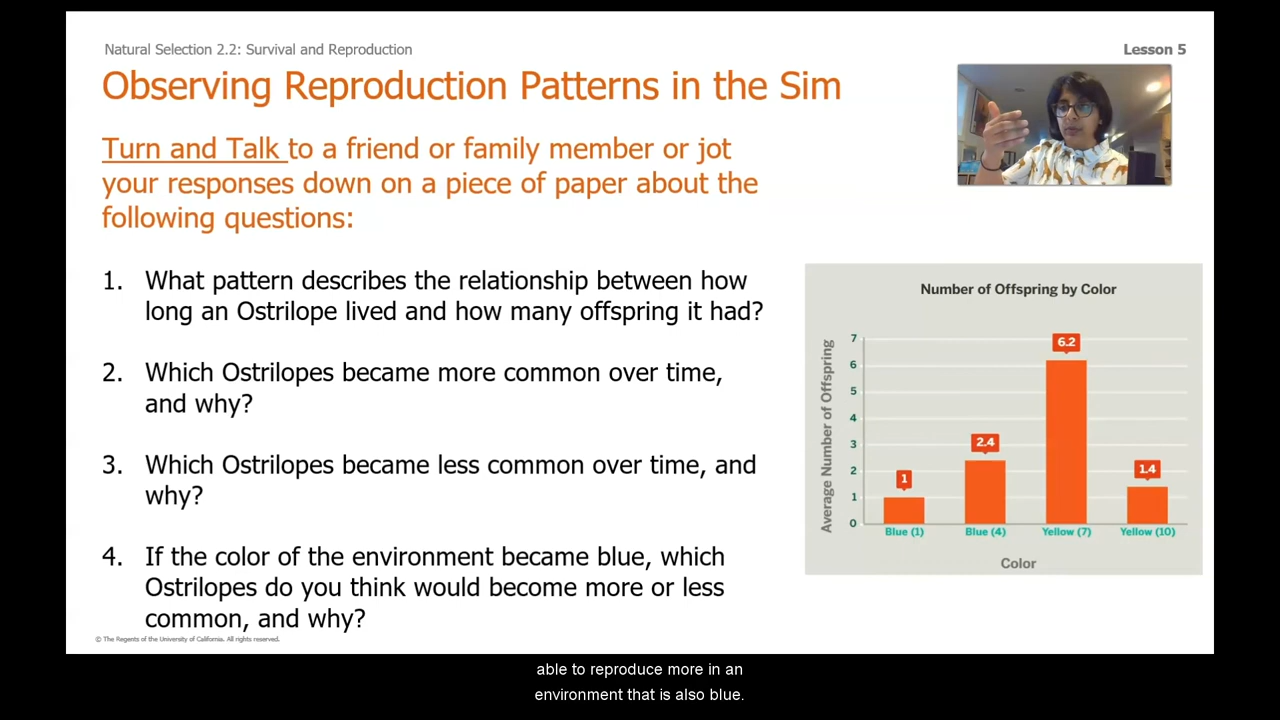 Natural Selection 2.2: Survival and Reproduction
Lesson 5
Observing Reproduction Patterns in the Sim
Turn and Talk to a friend or family member or jot
your responses down on a piece of paper about the
following questions:
1. What pattern describes the relationship between how
long an Ostrilope lived and how many offspring it had?
2. Which Ostrilopes became more common over time,
and why?
3. Which Ostrilopes became less common over time, and
why?
4. If the color of the environment became blue, which
Ostrilopes do you think would become more or less
common, and why?
Number of Offspring by Color
Average Number of Offspring
7
6
5
4
3
2
1
0
1
2.4
6.2
1.4
Blue (1) Blue (4) Yellow (7) Yellow (10)
Color
© The Regents of the University of California. All rights reserved.
able to reproduce more in an
environment that is also blue.